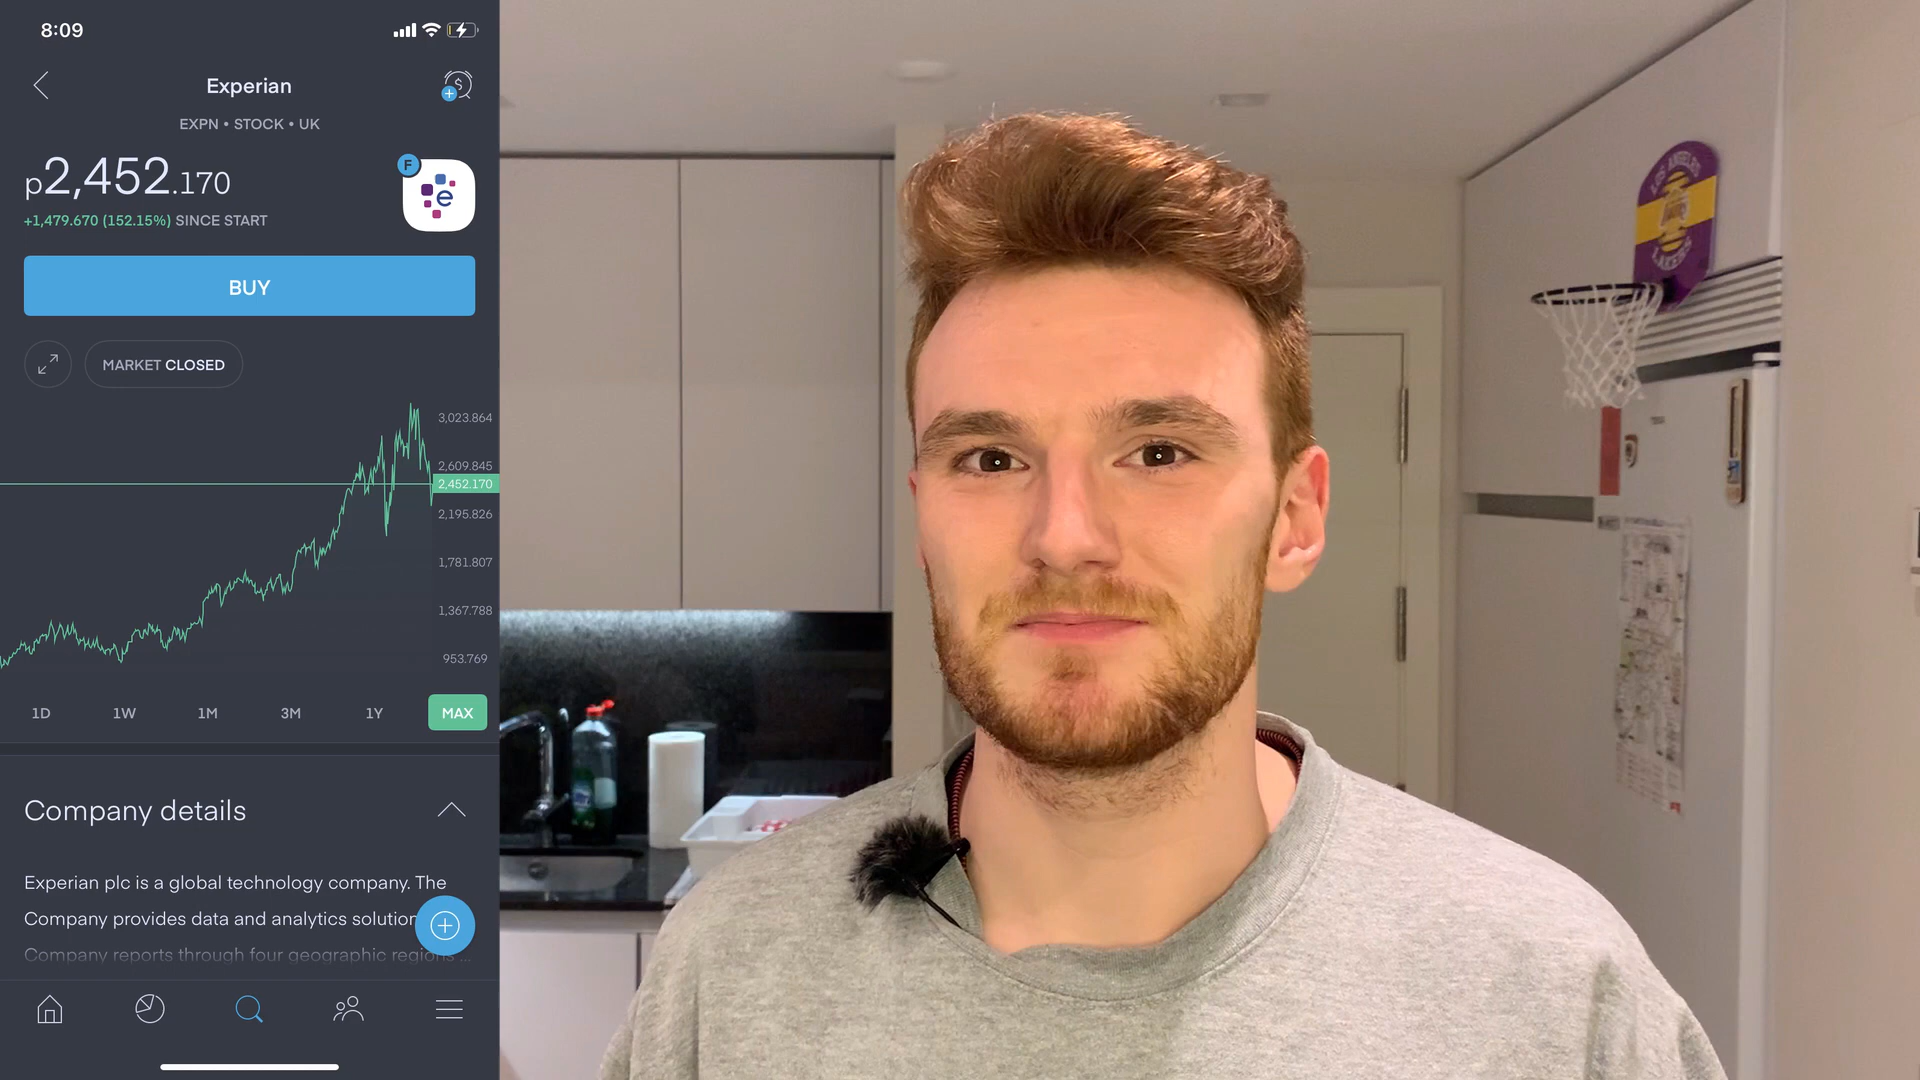 8:09
Experian
EXPN • STOCK • UK
p2,452.170
F
e
+1,479.670 (152.15%) SINCE START
BUY
MARKET CLOSED
3,023.864
2,609.845
2,452.170
2,195.826
1,781.807
1,367.788
953.769
1D 1W 1M 3M 1Y MAX
Company details
Experian plc is a global technology company. The
Company provides data and analytics solution
Company reports through four geographic regions ...
LOS ANGELES
LAKERS